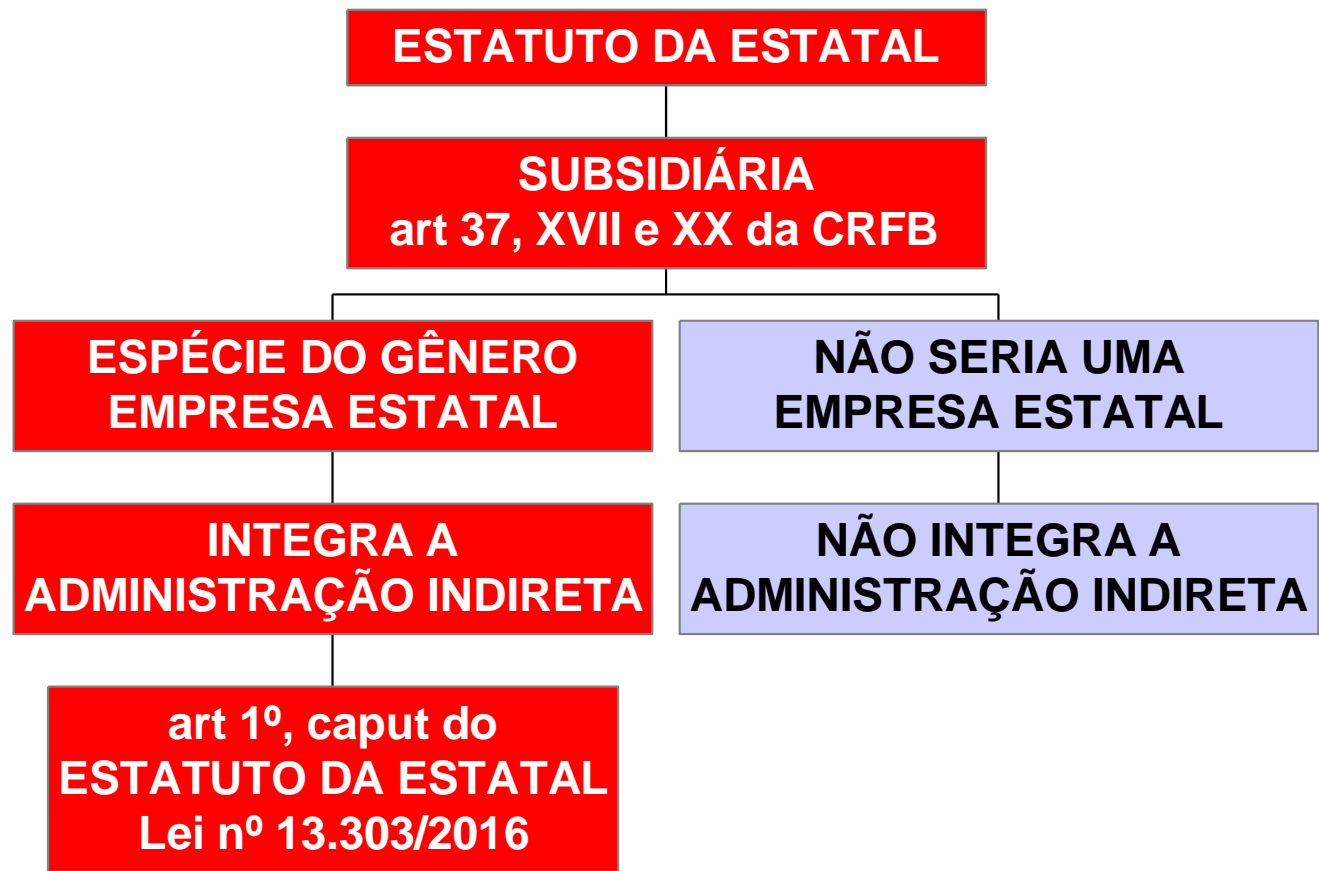 ESTATUTO DA ESTATAL
SUBSIDIÁRIA
art 37, XVII e XX da CRFB
ESPÉCIE DO GÊNERO
EMPRESA ESTATAL
NÃO SERIA UMA
EMPRESA ESTATAL
INTEGRA A
ADMINISTRAÇÃO INDIRETA
NÃO INTEGRA A
ADMINISTRAÇÃO INDIRETA
art 1º, caput do
ESTATUTO DA ESTATAL
Lei nº 13.303/2016